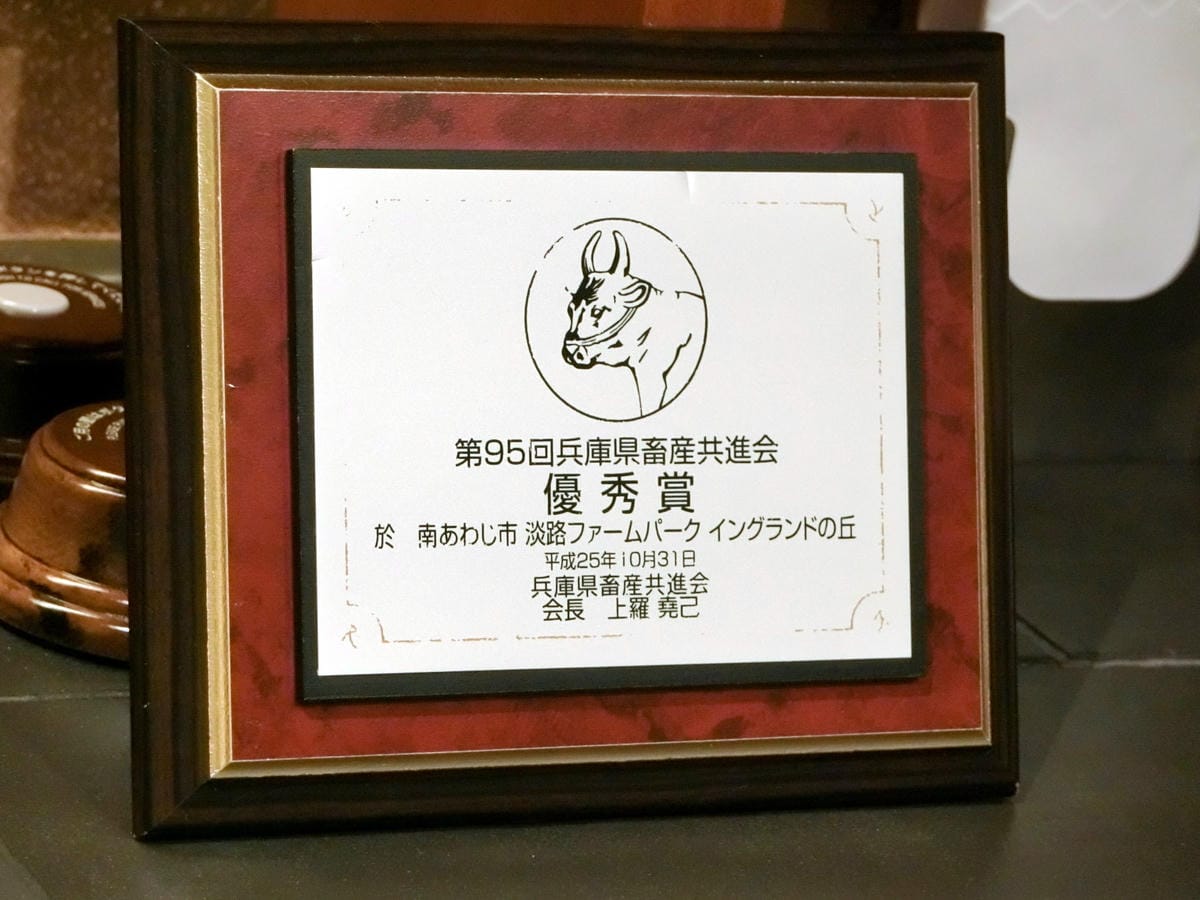 第95回兵庫県畜産共進会
優秀賞
於　南あわじ市 淡路ファームパーク イングランドの丘
平成25年10月31日
兵庫県畜産共進会
会長　上羅 堯己